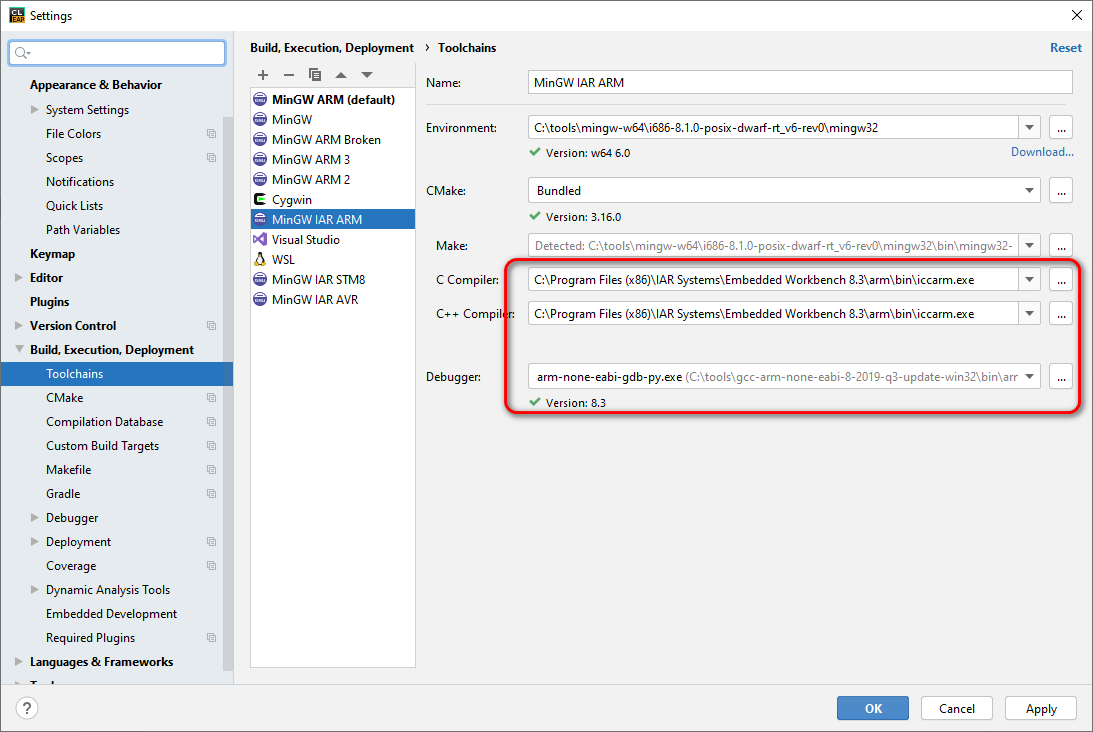 CL
EAP
Settings
Appearance & Behavior
System Settings
File Colors
Scopes
Notifications
Quick Lists
Path Variables
Keymap
Editor
Plugins
Version Control
Build, Execution, Deployment
Toolchains
CMake
Compilation Database
Custom Build Targets
Makefile
Gradle
Debugger
Deployment
Coverage
Dynamic Analysis Tools
Embedded Development
Required Plugins
Languages & Frameworks
Build, Execution, Deployment › Toolchains
Reset
MinGW ARM (default)
MinGW
MinGW ARM Broken
MinGW ARM 3
MinGW ARM 2
Cygwin
MinGW IAR ARM
Visual Studio
WSL
MinGW IAR STM8
MinGW IAR AVR
Name: MinGW IAR ARM
Environment: C:\tools\mingw-w64\i686-8.1.0-posix-dwarf-rt_v6-rev0\mingw32 ...
Version: w64 6.0 Download...
CMake: Bundled ...
Version: 3.16.0
Make: Detected: C:\tools\mingw-w64\i686-8.1.0-posix-dwarf-rt_v6-rev0\mingw32\bin\mingw32- ...
C Compiler: C:\Program Files (x86)\IAR Systems\Embedded Workbench 8.3\arm\bin\iccarm.exe ...
C++ Compiler: C:\Program Files (x86)\IAR Systems\Embedded Workbench 8.3\arm\bin\iccarm.exe ...
Debugger: arm-none-eabi-gdb-py.exe (C:\tools\gcc-arm-none-eabi-8-2019-q3-update-win32\bin\arr ...
Version: 8.3
?
OK Cancel Apply